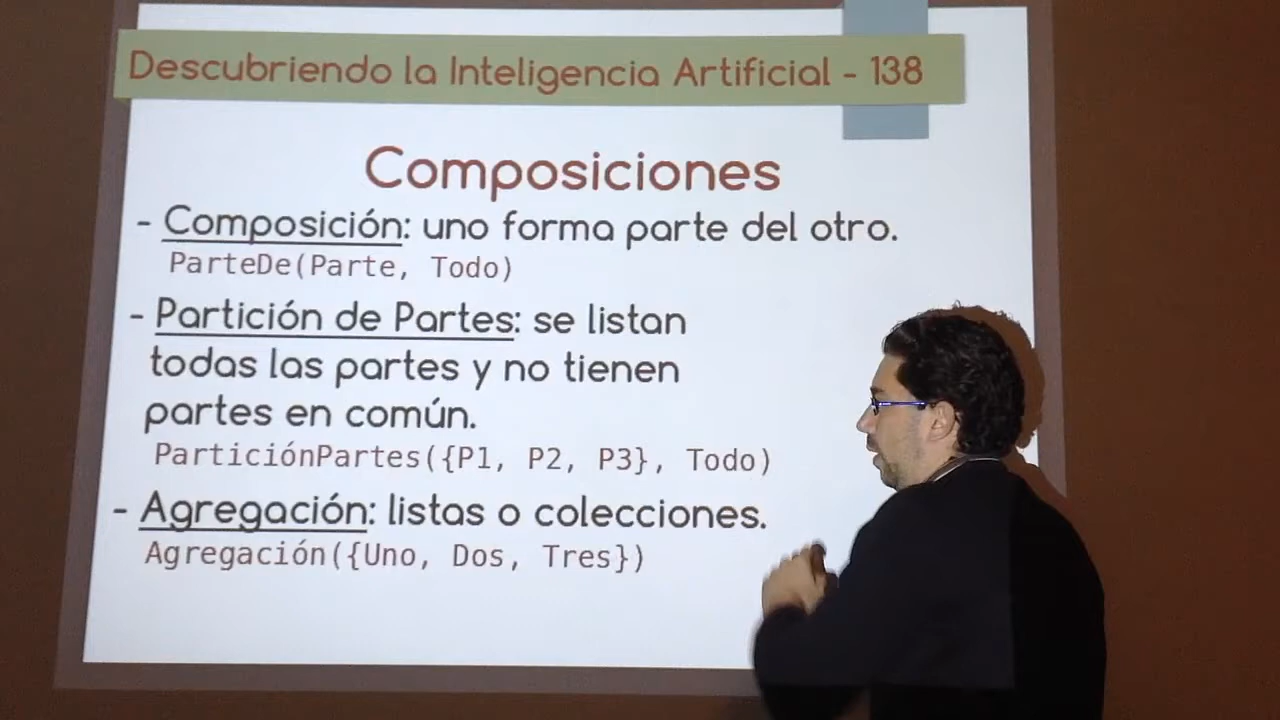 Descubriendo la Inteligencia Artificial - 138
Composiciones
- Composición: uno forma parte del otro.
ParteDe(Parte, Todo)
- Partición de Partes: se listan
todas las partes y no tienen
partes en común.
ParticiónPartes({P1, P2, P3}, Todo)
- Agregación: listas o colecciones.
Agregación({Uno, Dos, Tres})